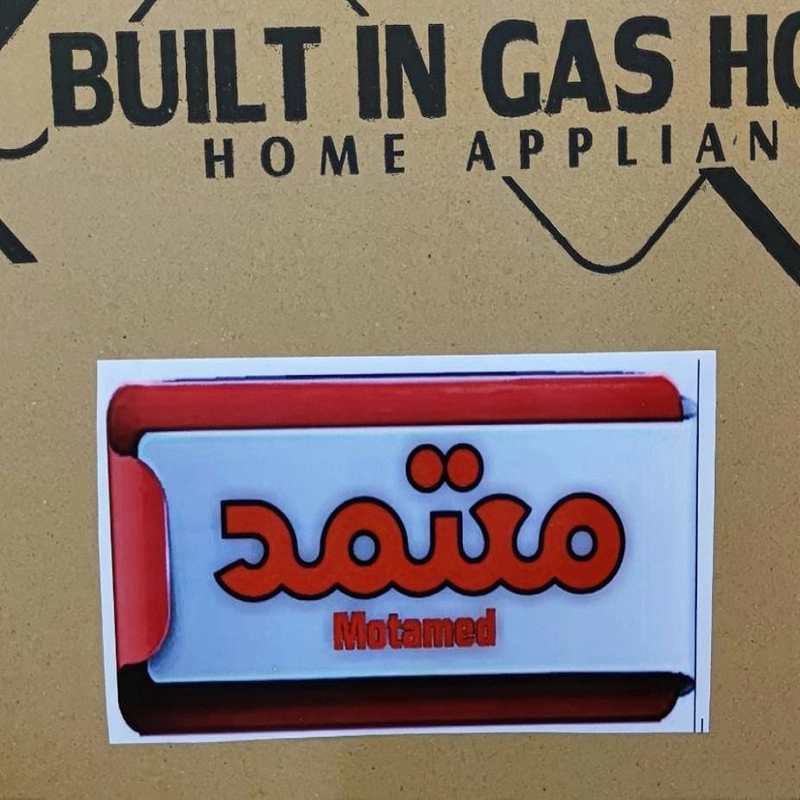 BUILT IN GAS HO
HOME APPLIAN
معتمد
Motamed